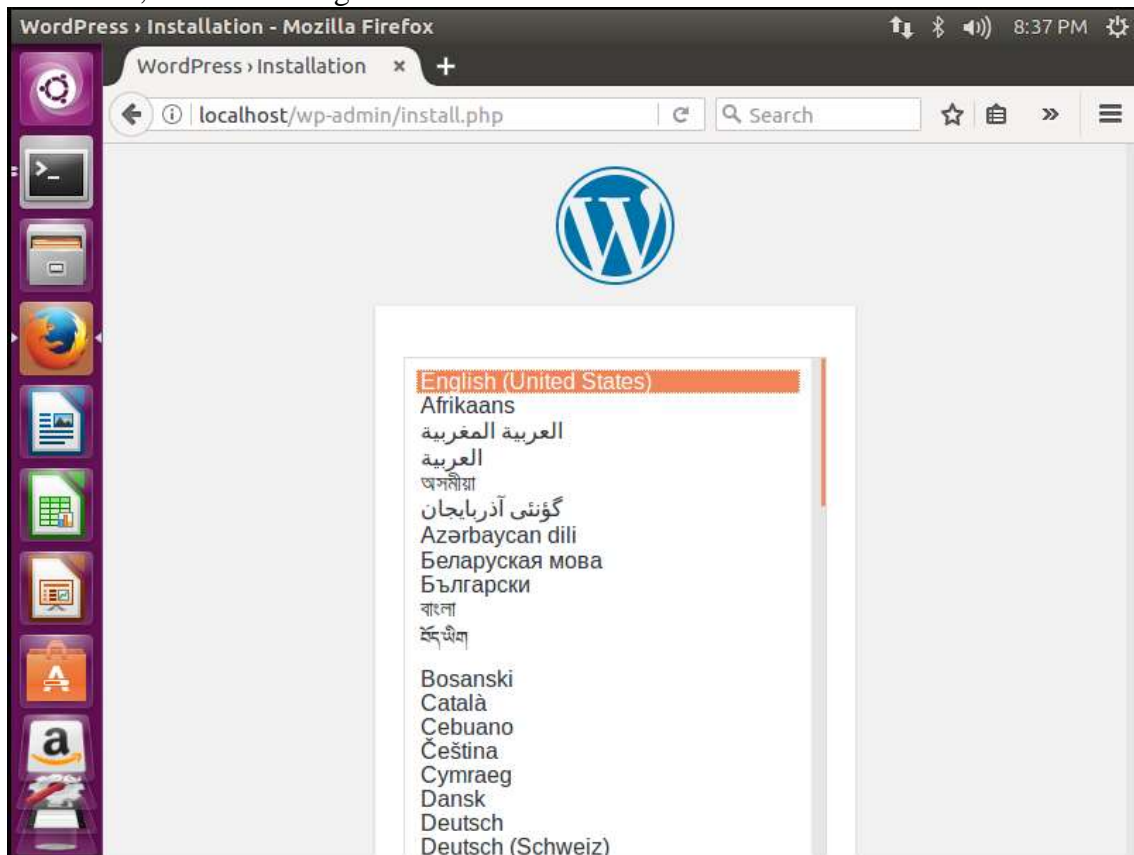 WordPress › Installation - Mozilla Firefox
8:37 PM
WordPress › Installation
localhost/wp-admin/install.php
Search
English (United States)
Afrikaans
العربية المغربية
العربية
অসমীয়া
گؤنئی آذربایجان
Azərbaycan dili
Беларуская мова
Български
বাংলা
བོད་ཡིག
Bosanski
Català
Cebuano
Čeština
Cymraeg
Dansk
Deutsch
Deutsch (Schweiz)